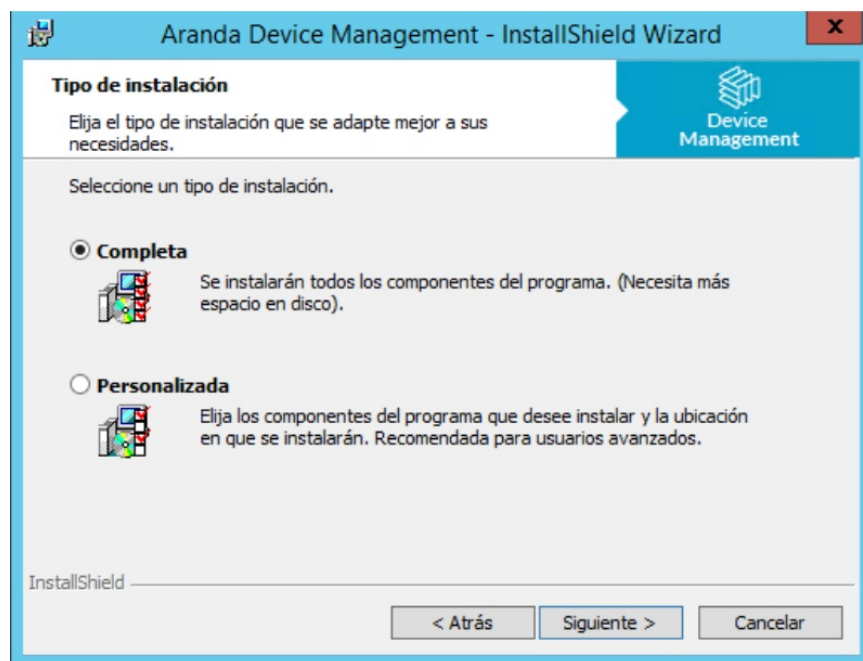 Aranda Device Management - InstallShield Wizard
x
Tipo de instalación
Elija el tipo de instalación que se adapte mejor a sus
necesidades.
Device
Management
Seleccione un tipo de instalación.
Completa
Se instalarán todos los componentes del programa. (Necesita más
espacio en disco).
Personalizada
Elija los componentes del programa que desee instalar y la ubicación
en que se instalarán. Recomendada para usuarios avanzados.
InstallShield
< Atrás
Siguiente >
Cancelar